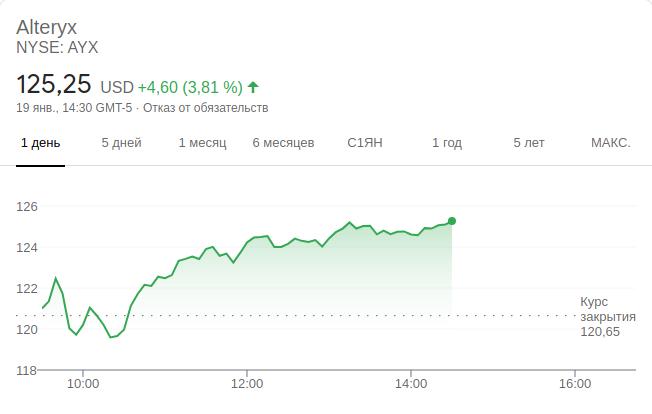 Alteryx
NYSE: AYX
125,25 USD +4,60 (3,81 %)
19 янв., 14:30 GMT-5 · Отказ от обязательств
1 день 5 дней 1 месяц 6 месяцев С1ЯН 1 год 5 лет МАКС.
126
124
122
120
118
Курс
закрытия
120,65
10:00 12:00 14:00 16:00